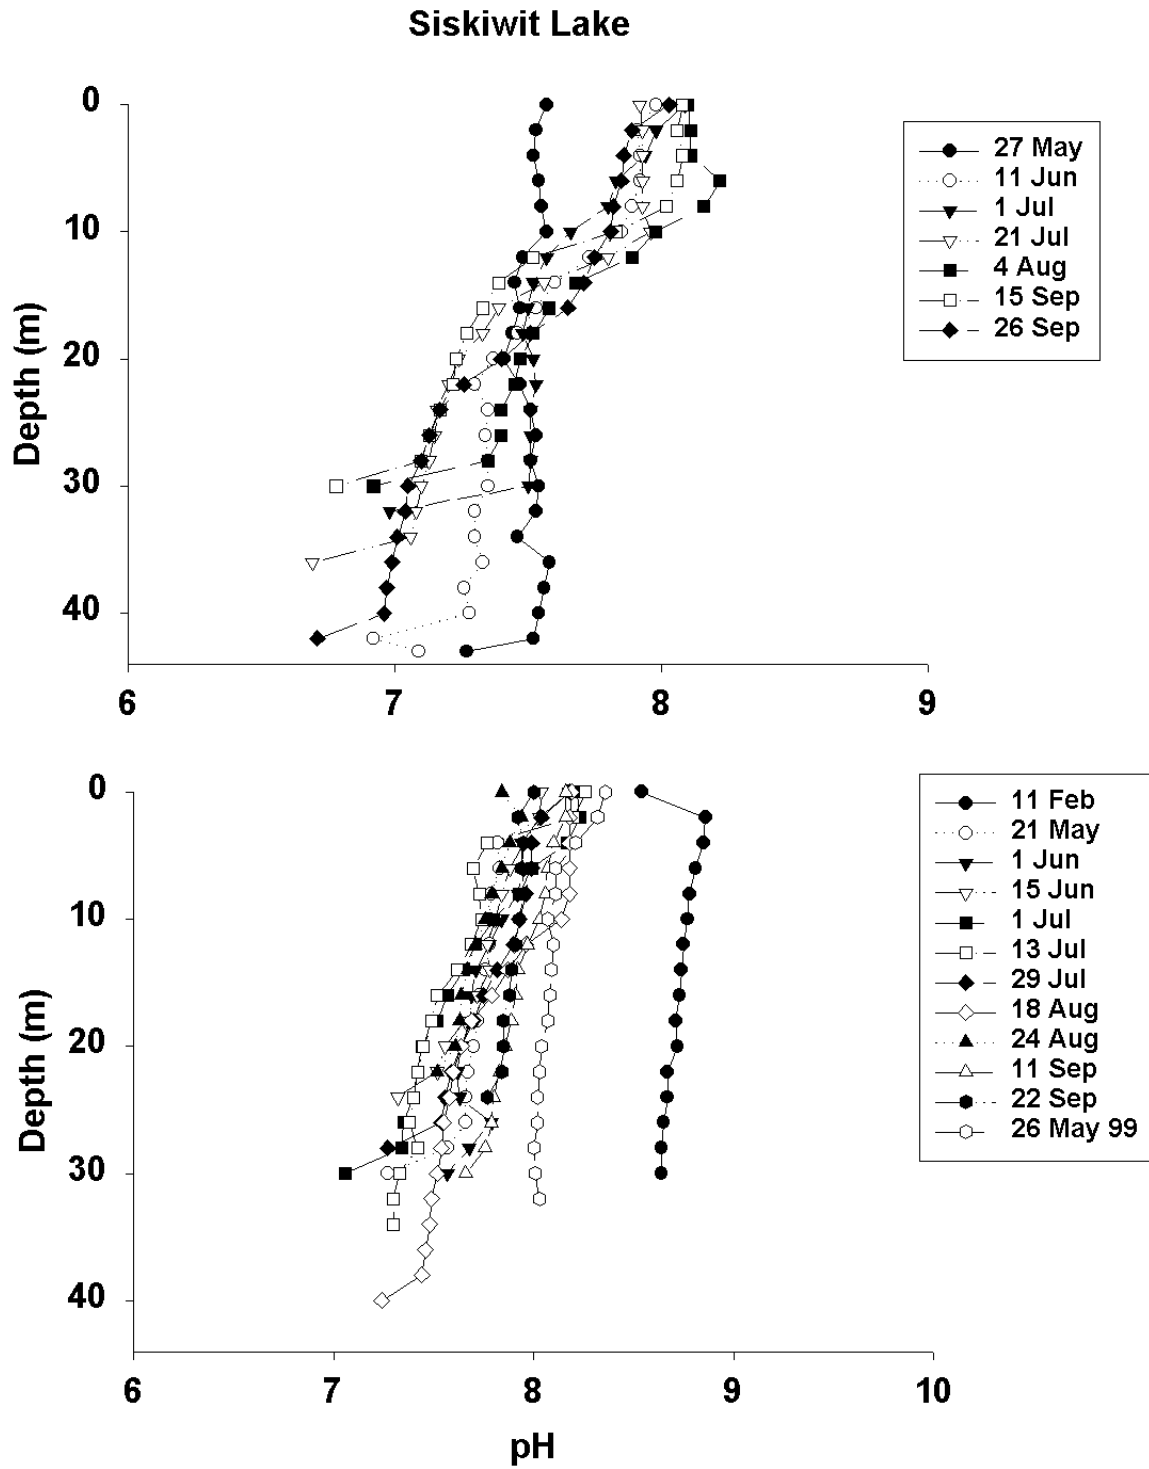 Siskiwit Lake
0
10
20
30
40
Depth (m)
6
7
8
9
27 May
11 Jun
1 Jul
21 Jul
4 Aug
15 Sep
26 Sep
0
10
20
30
40
Depth (m)
6
7
8
9
10
pH
11 Feb
21 May
1 Jun
15 Jun
1 Jul
13 Jul
29 Jul
18 Aug
24 Aug
11 Sep
22 Sep
26 May 99